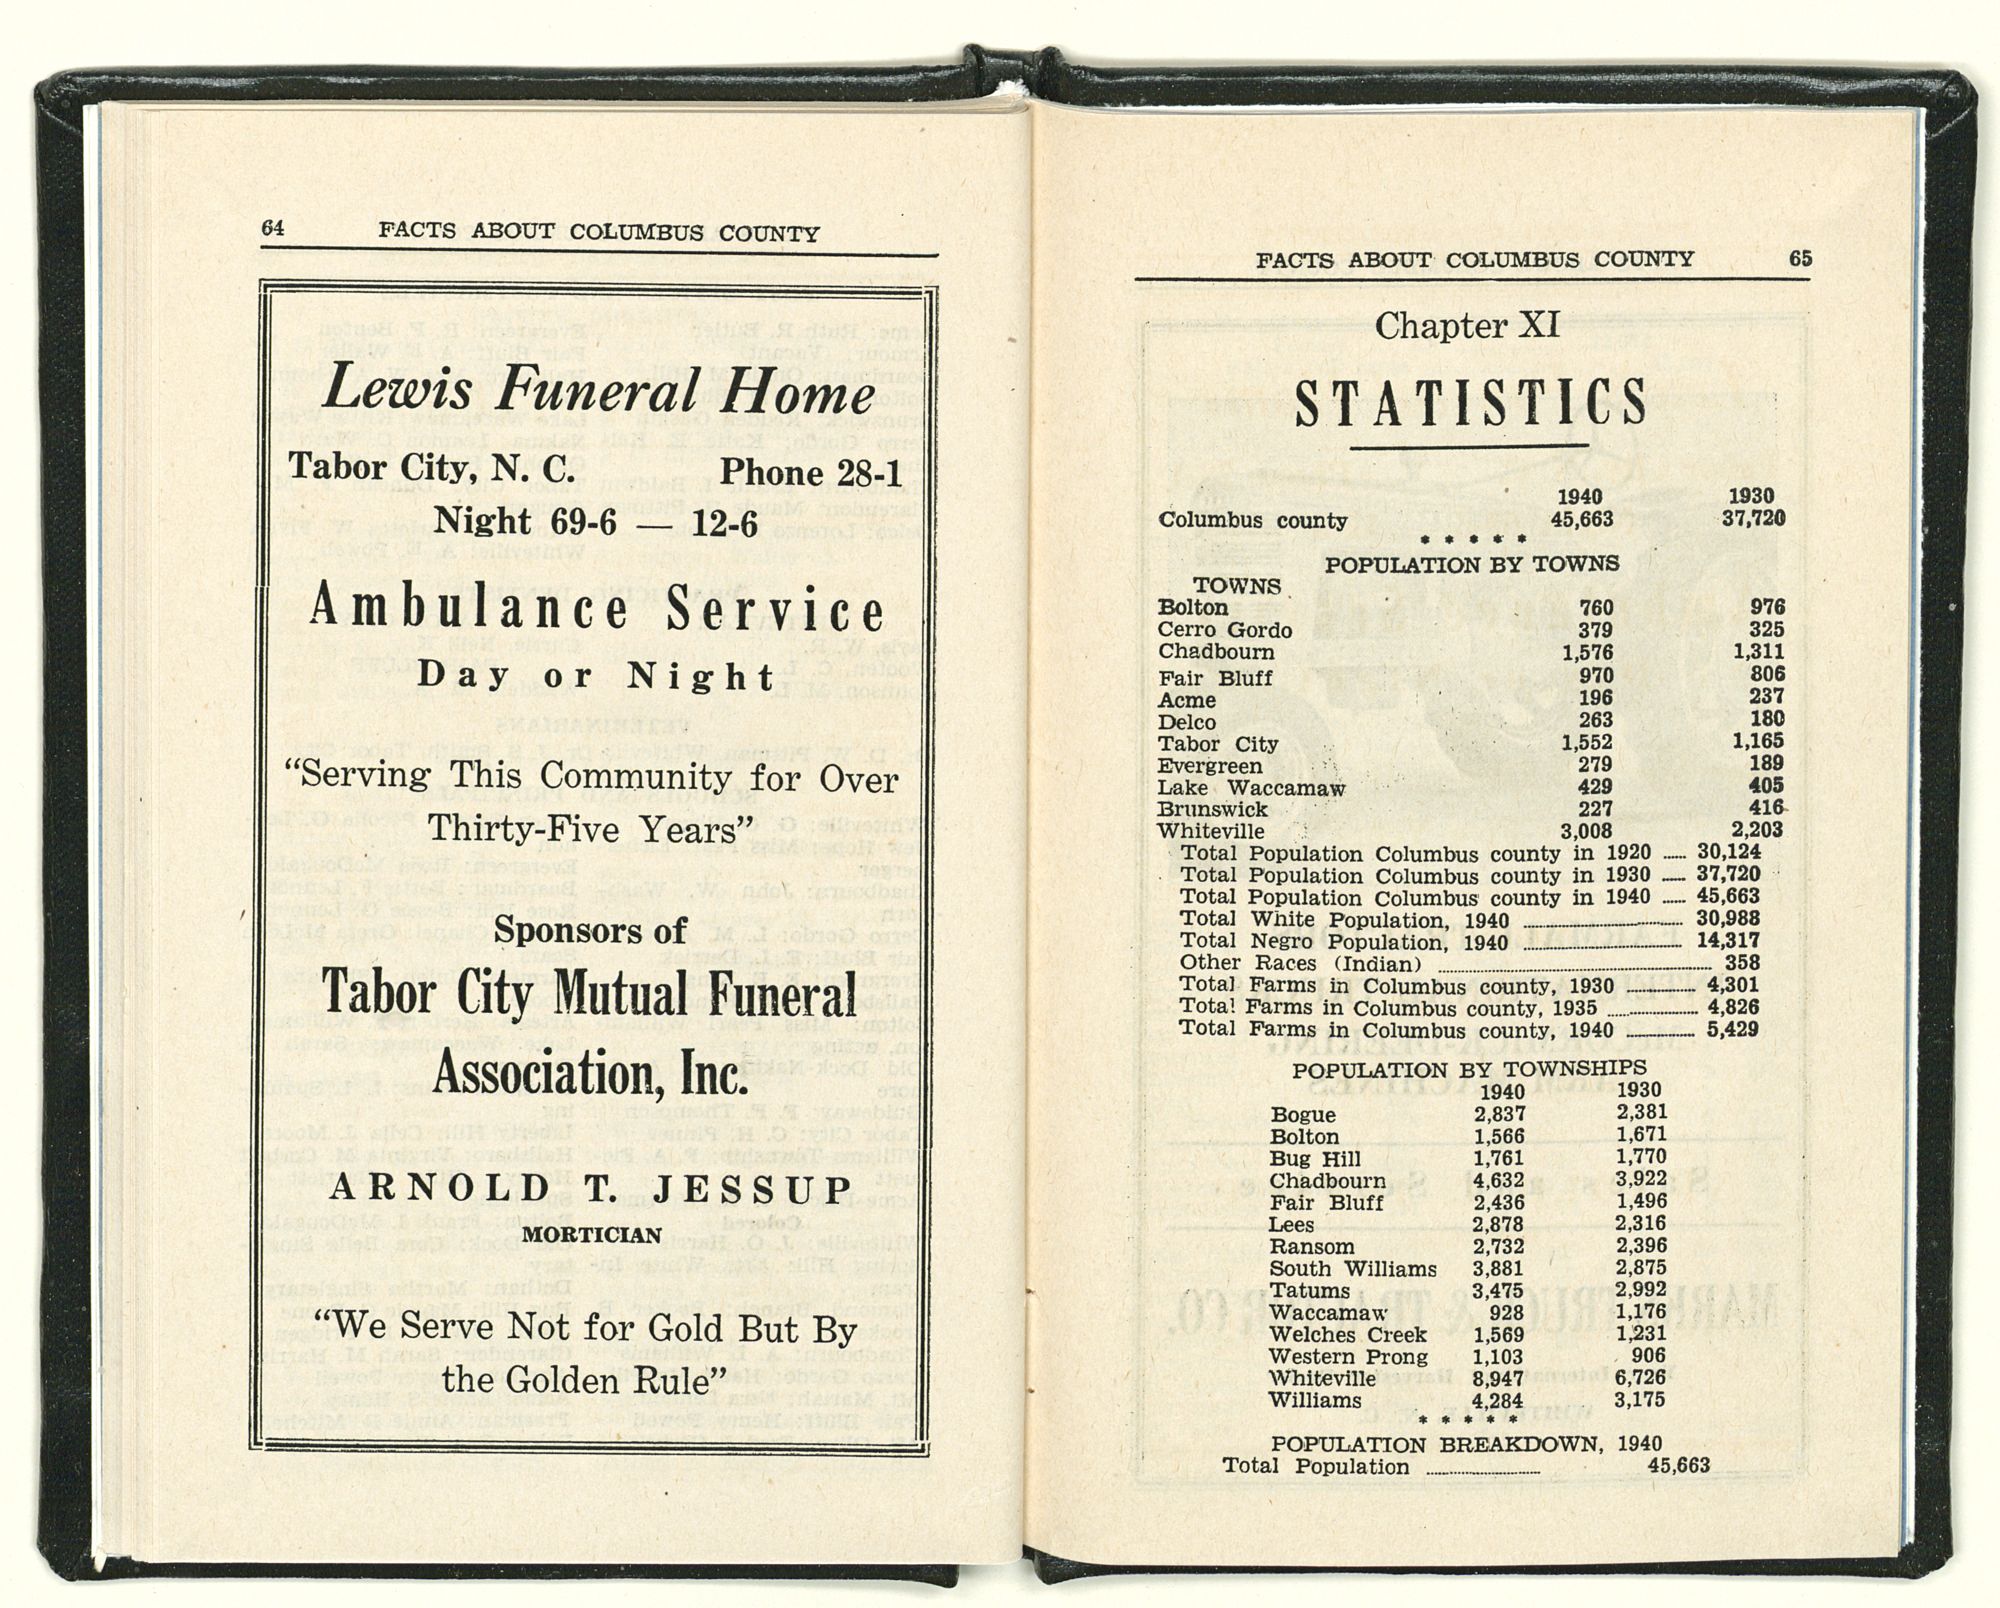 64 FACTS ABOUT COLUMBUS COUNTY
Lewis Funeral Home
Tabor City, N. C. Phone 28-1
Night 69-6 — 12-6
Ambulance Service
Day or Night
“Serving This Community for Over
Thirty-Five Years”
Sponsors of
Tabor City Mutual Funeral
Association, Inc.
ARNOLD T. JESSUP
MORTICIAN
“We Serve Not for Gold But By
the Golden Rule”
FACTS ABOUT COLUMBUS COUNTY 65
Chapter XI
STATISTICS
1940 1930
Columbus county 45,663 37,720
* * * * *
POPULATION BY TOWNS
TOWNS
Bolton 760 976
Cerro Gordo 379 325
Chadbourn 1,576 1,311
Fair Bluff 970 806
Acme 196 237
Delco 263 180
Tabor City 1,552 1,165
Evergreen 279 189
Lake Waccamaw 429 405
Brunswick 227 416
Whiteville 3,008 2,203
Total Population Columbus county in 1920 ...... 30,124
Total Population Columbus county in 1930 ...... 37,720
Total Population Columbus county in 1940 ...... 45,663
Total White Population, 1940 ...... 30,988
Total Negro Population, 1940 ...... 14,317
Other Races (Indian) ...... 358
Total Farms in Columbus county, 1930 ...... 4,301
Total Farms in Columbus county, 1935 ...... 4,826
Total Farms in Columbus county, 1940 ...... 5,429
POPULATION BY TOWNSHIPS
1940 1930
Bogue 2,837 2,381
Bolton 1,566 1,671
Bug Hill 1,761 1,770
Chadbourn 4,632 3,922
Fair Bluff 2,436 1,496
Lees 2,878 2,316
Ransom 2,732 2,396
South Williams 3,881 2,875
Tatums 3,475 2,992
Waccamaw 928 1,176
Welches Creek 1,569 1,231
Western Prong 1,103 906
Whiteville 8,947 6,726
Williams 4,284 3,175
* * * * *
POPULATION BREAKDOWN, 1940
Total Population ...... 45,663